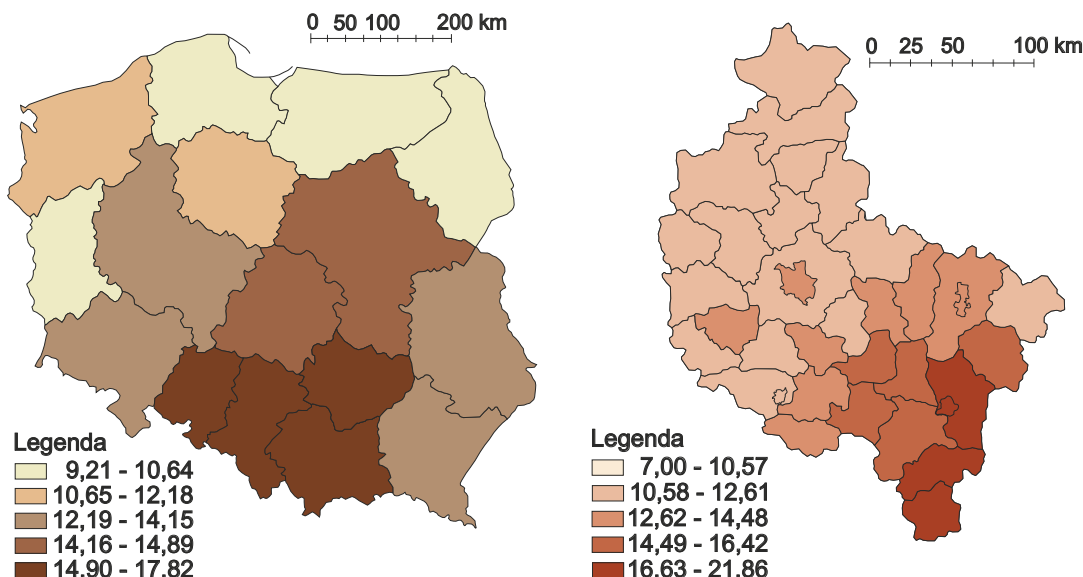 0 50 100 200 km
0 25 50 100 km
Legenda
9,21 - 10,64
10,65 - 12,18
12,19 - 14,15
14,16 - 14,89
14,90 - 17,82
Legenda
7,00 - 10,57
10,58 - 12,61
12,62 - 14,48
14,49 - 16,42
16,63 - 21,86